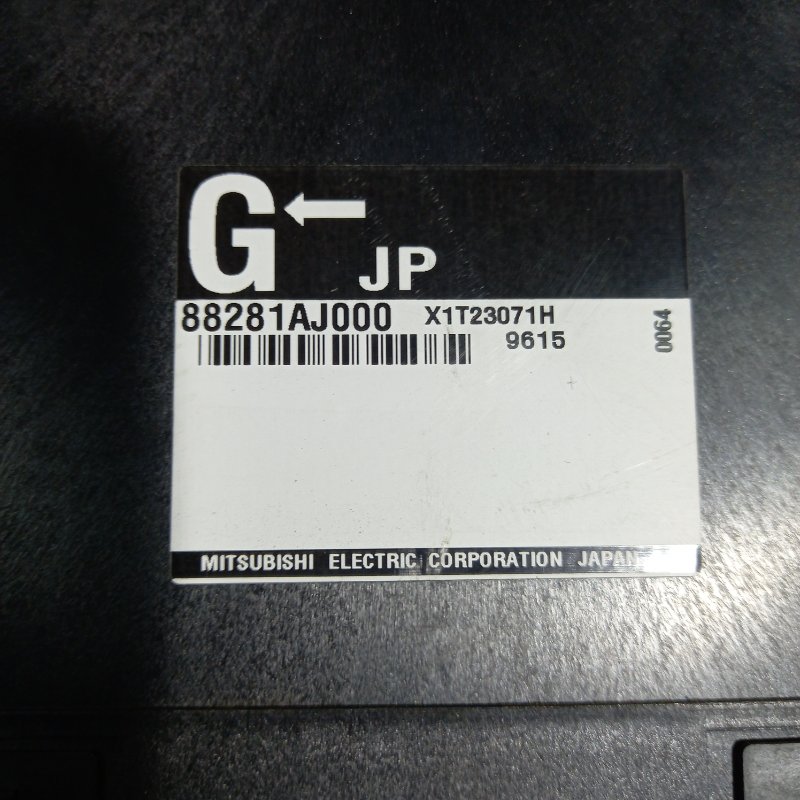 G← JP
88281AJ000 X1T23071H
9615
0064
MITSUBISHI ELECTRIC CORPORATION JAPAN